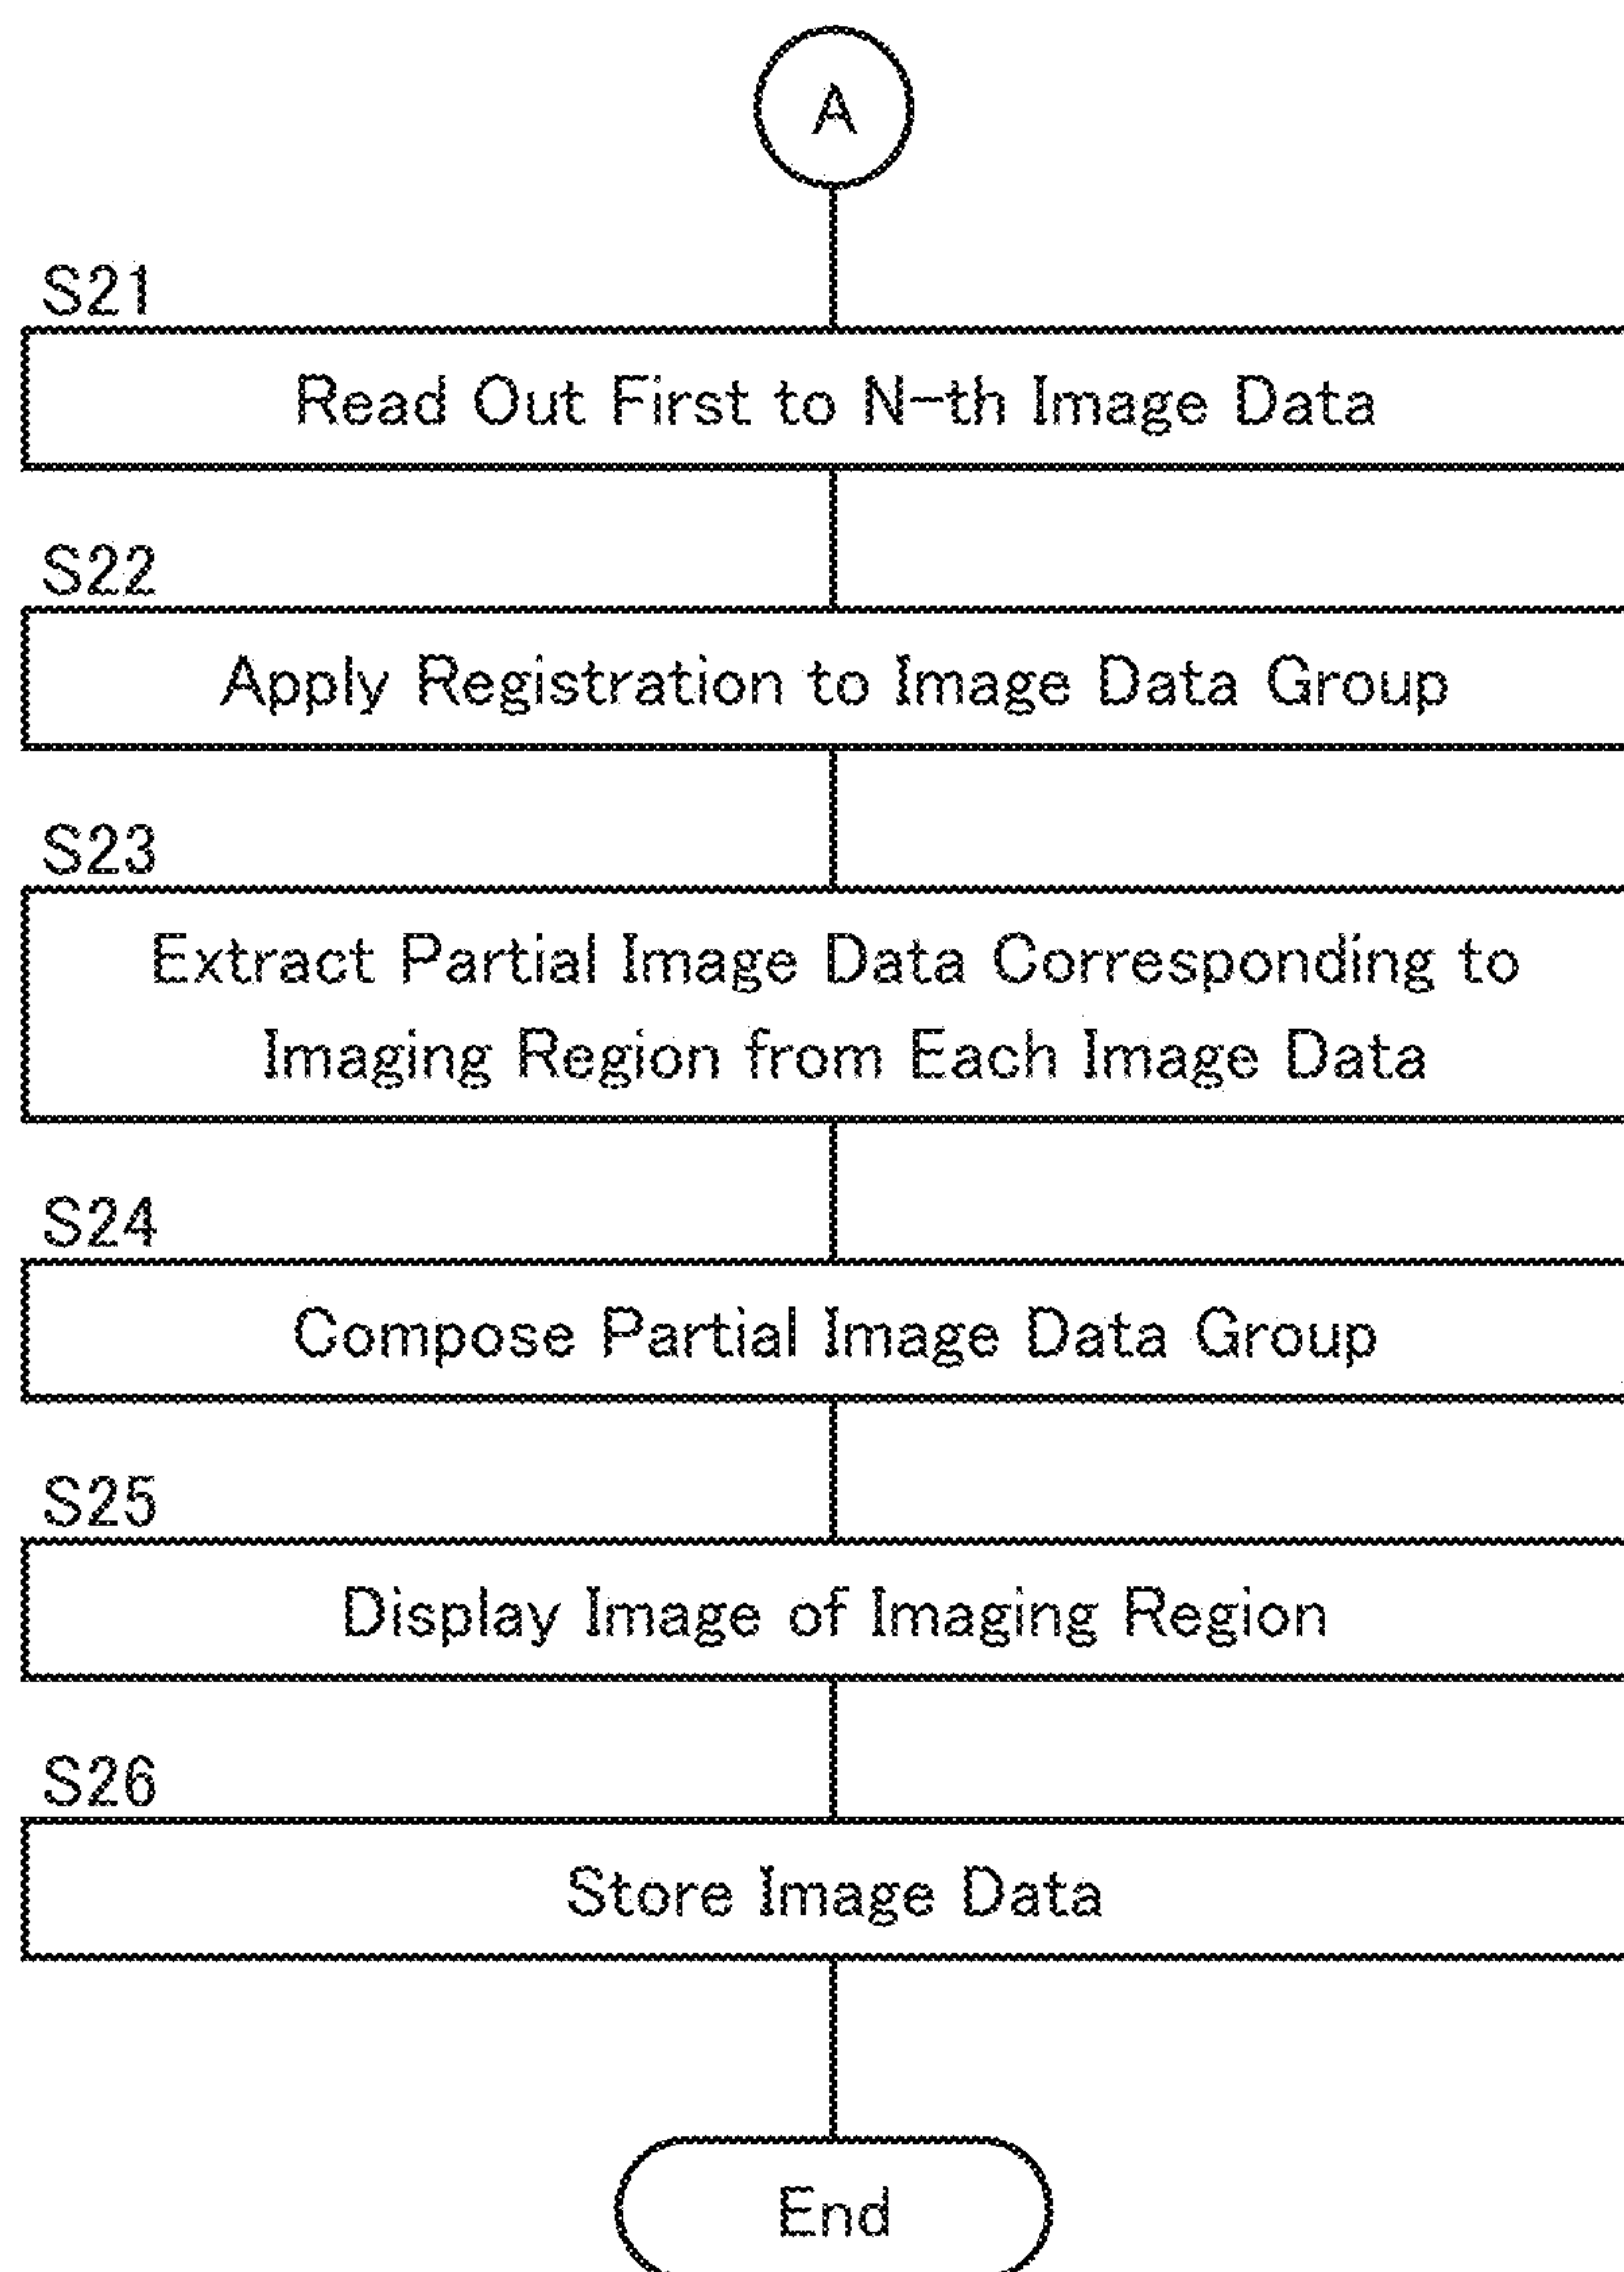 A
S21
Read Out First to N-th Image Data
S22
Apply Registration to Image Data Group
S23
Extract Partial Image Data Corresponding to
Imaging Region from Each Image Data
S24
Compose Partial Image Data Group
S25
Display Image of Imaging Region
S26
Store Image Data
End